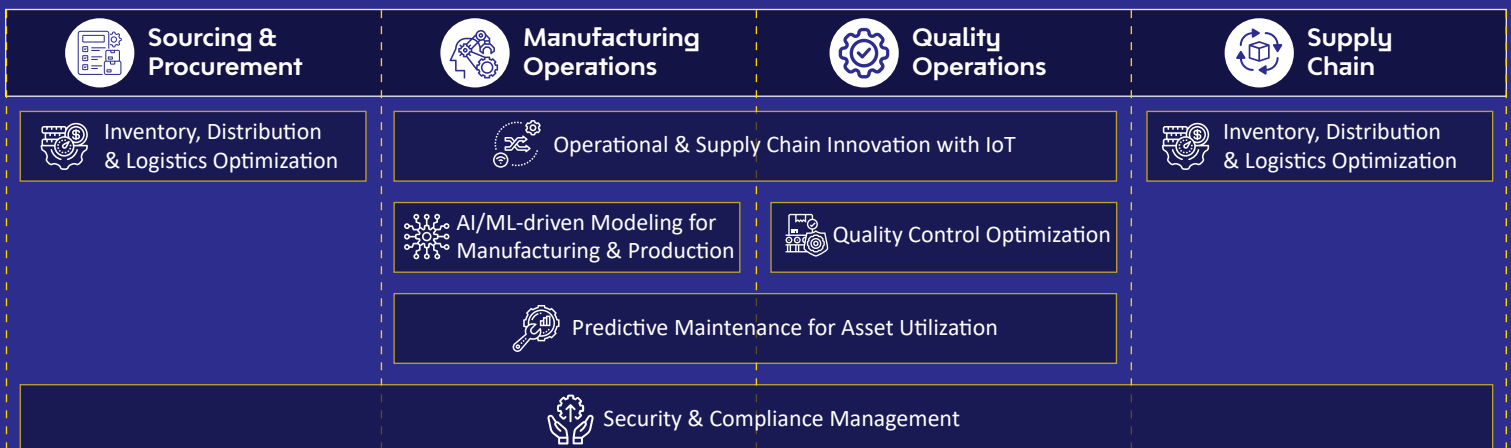 Sourcing &
Procurement
Manufacturing
Operations
Quality
Operations
Supply
Chain
Inventory, Distribution
& Logistics Optimization
Operational & Supply Chain Innovation with IoT
Inventory, Distribution
& Logistics Optimization
AI/ML-driven Modeling for
Manufacturing & Production
Quality Control Optimization
Predictive Maintenance for Asset Utilization
Security & Compliance Management